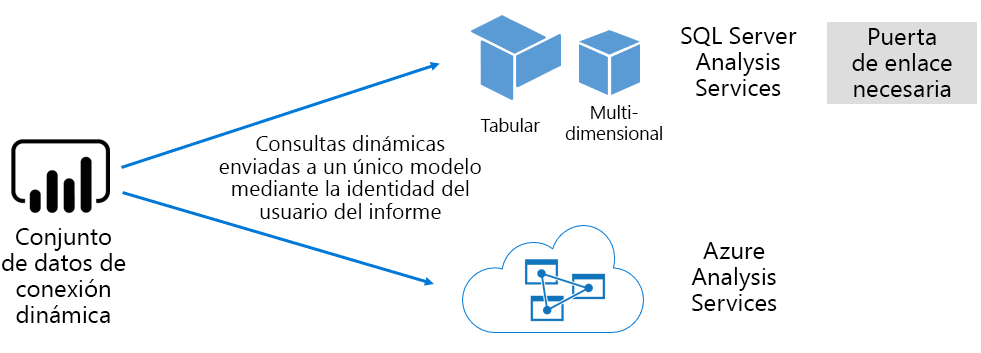 Conjunto
de datos de
conexión
dinámica
Consultas dinámicas
enviadas a un único modelo
mediante la identidad del
usuario del informe
Tabular
Multi-
dimensional
SQL Server
Analysis
Services
Puerta
de enlace
necesaria
Azure
Analysis
Services